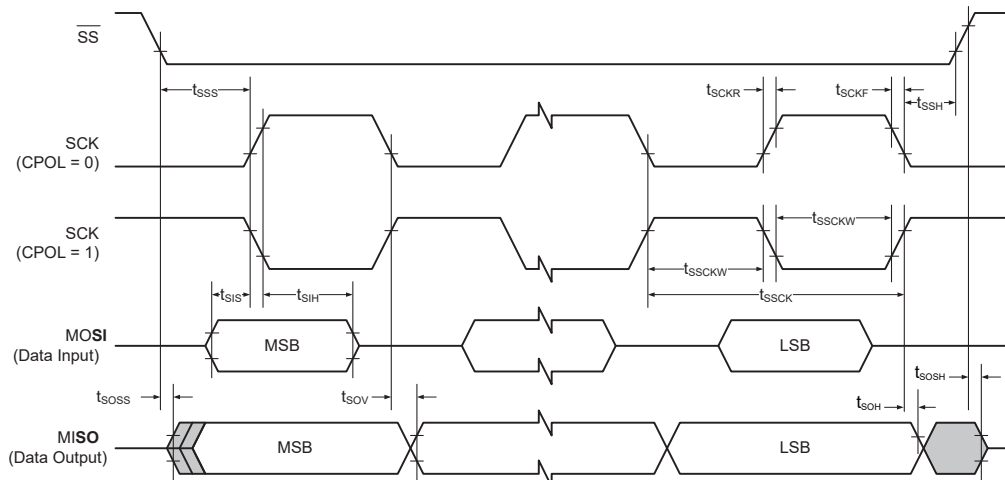 SS
tSSS
tSCKR
tSCKF
tSSH
SCK
(CPOL = 0)
SCK
(CPOL = 1)
tSSCKW
tSSCKW
tSSCK
tSIS
tSIH
MOSI
(Data Input)
MSB
LSB
tSOSS
tSOV
tSOH
tSOSH
MISO
(Data Output)
MSB
LSB